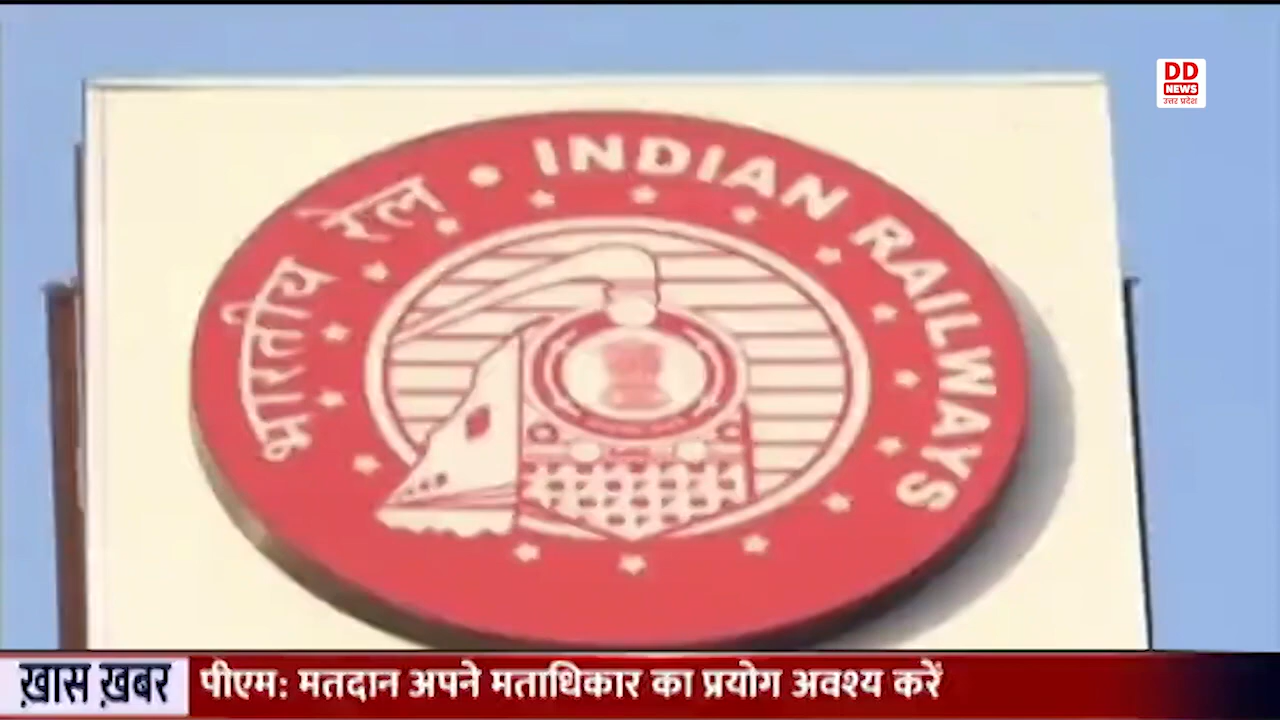 DD
NEWS
उत्तर प्रदेश
भारतीय रेल • INDIAN RAILWAYS
ख़ास ख़बर
पीएम: मतदान अपने मताधिकार का प्रयोग अवश्य करें